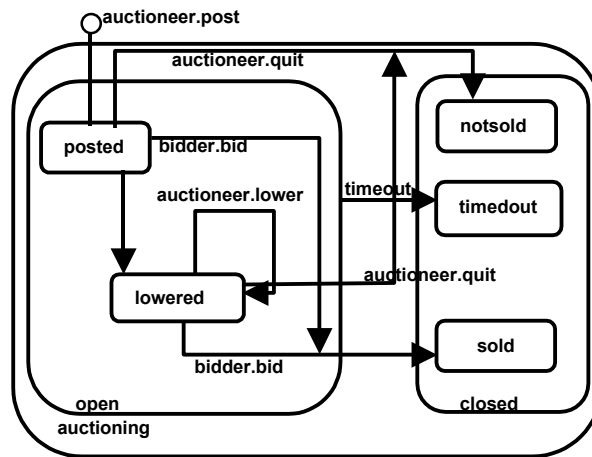 auctioneer.post
auctioneer.quit
notsold
posted
bidder.bid
auctioneer.lower
timeout
timedout
auctioneer.quit
lowered
sold
bidder.bid
open
closed
auctioning